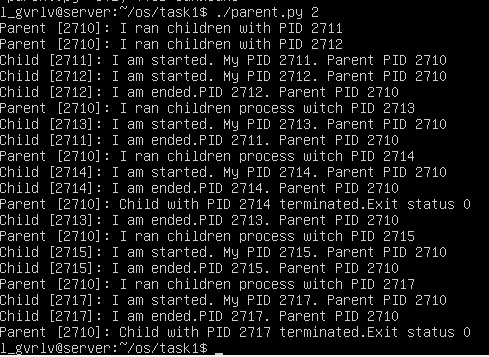 l_gvrlv@server:~/os/task1$ ./parent.py 2
Parent [2710]: I ran children with PID 2711
Parent [2710]: I ran children with PID 2712
Child [2711]: I am started. My PID 2711. Parent PID 2710
Child [2712]: I am started. My PID 2712. Parent PID 2710
Child [2712]: I am ended.PID 2712. Parent PID 2710
Parent [2710]: I ran children process witch PID 2713
Child [2713]: I am started. My PID 2713. Parent PID 2710
Child [2711]: I am ended.PID 2711. Parent PID 2710
Parent [2710]: I ran children process witch PID 2714
Child [2714]: I am started. My PID 2714. Parent PID 2710
Child [2714]: I am ended.PID 2714. Parent PID 2710
Parent [2710]: Child with PID 2714 terminated.Exit status 0
Child [2713]: I am ended.PID 2713. Parent PID 2710
Parent [2710]: I ran children process witch PID 2715
Child [2715]: I am started. My PID 2715. Parent PID 2710
Child [2715]: I am ended.PID 2715. Parent PID 2710
Parent [2710]: I ran children process witch PID 2717
Child [2717]: I am started. My PID 2717. Parent PID 2710
Child [2717]: I am ended.PID 2717. Parent PID 2710
Parent [2710]: Child with PID 2717 terminated.Exit status 0
l_gvrlv@server:~/os/task1$ _